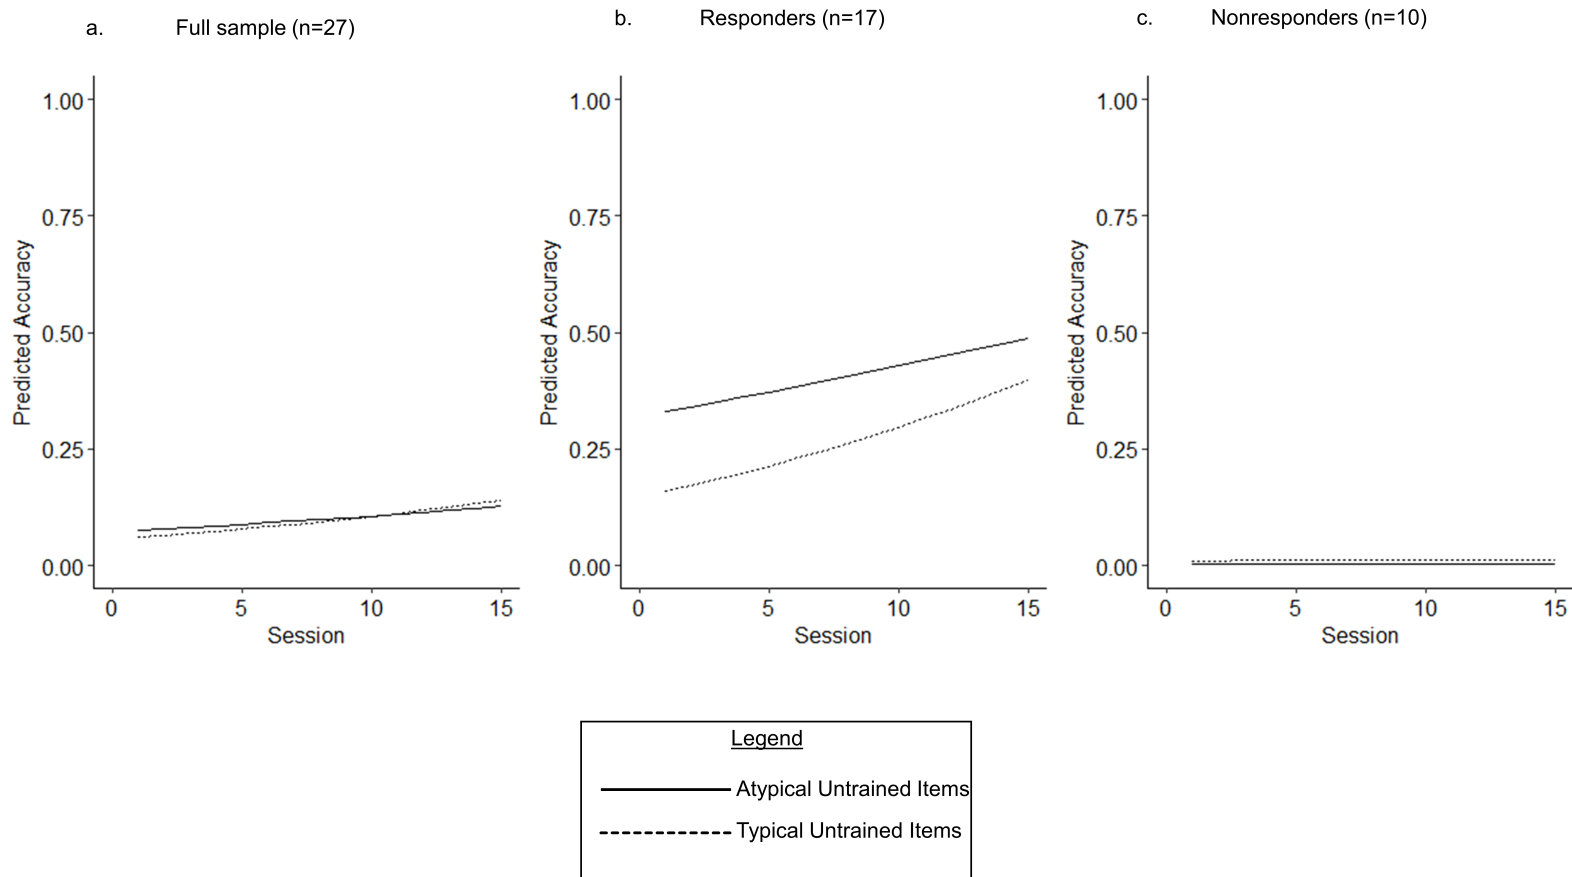 a. Full sample (n=27)
b. Responders (n=17)
c. Nonresponders (n=10)
1.00
0.75
0.50
0.25
0.00
Predicted Accuracy
0 5 10 15
Session
1.00
0.75
0.50
0.25
0.00
Predicted Accuracy
0 5 10 15
Session
1.00
0.75
0.50
0.25
0.00
Predicted Accuracy
0 5 10 15
Session
Legend
Atypical Untrained Items
Typical Untrained Items